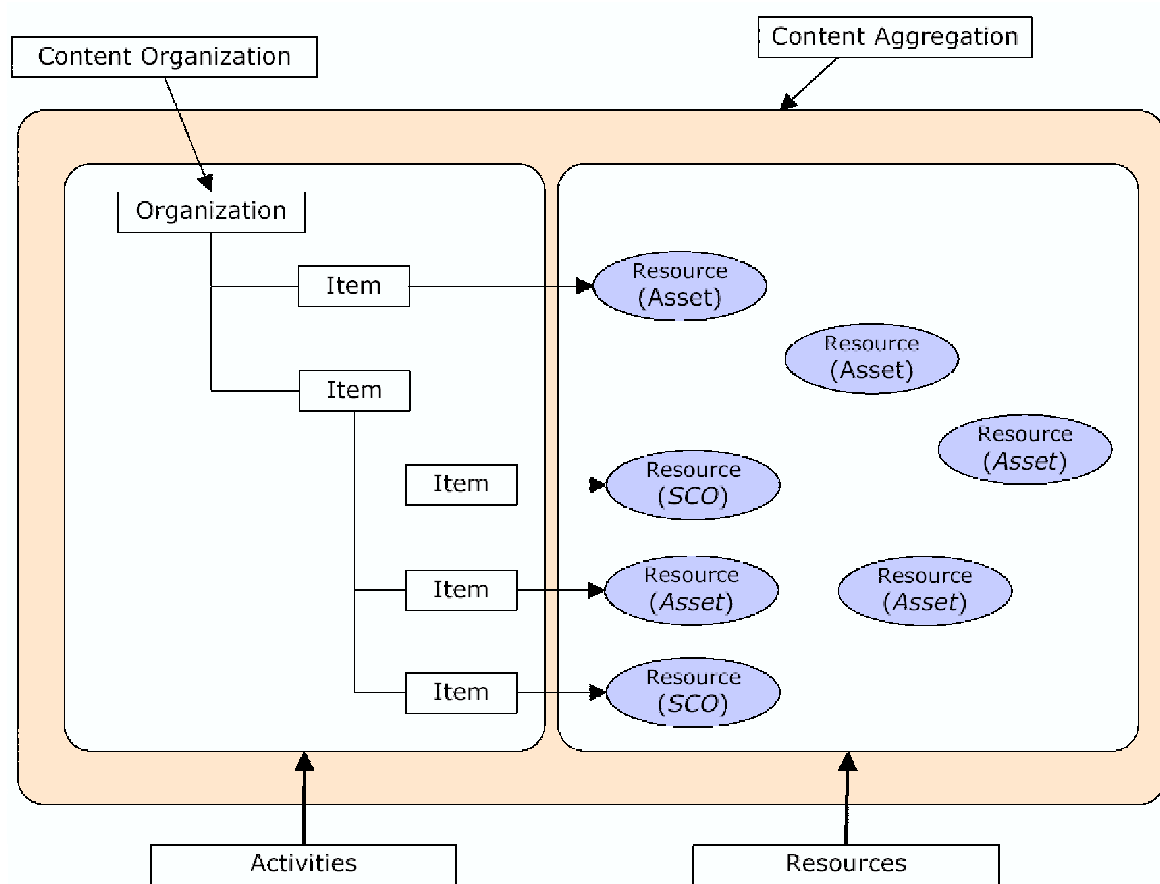 Content Organization
Content Aggregation
Organization
Item
Resource
(Asset)
Resource
(Asset)
Item
Resource
(Asset)
Item
Resource
(SCO)
Item
Resource
(Asset)
Resource
(Asset)
Item
Resource
(SCO)
Activities
Resources